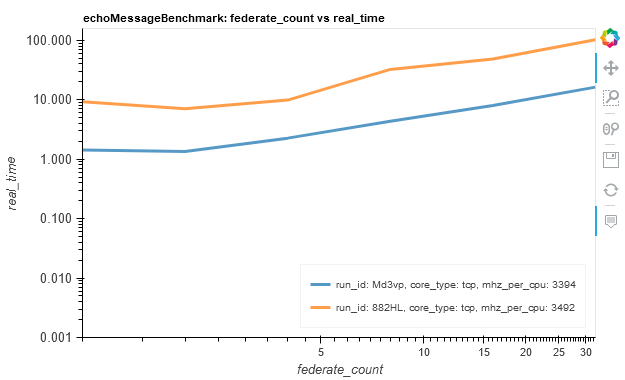 echoMessageBenchmark: federate_count vs real_time
100.000
10.000
1.000
0.100
0.010
0.001
real_time
run_id: Md3vp, core_type: tcp, mhz_per_cpu: 3394
run_id: 882HL, core_type: tcp, mhz_per_cpu: 3492
5 10 15 20 25 30
federate_count